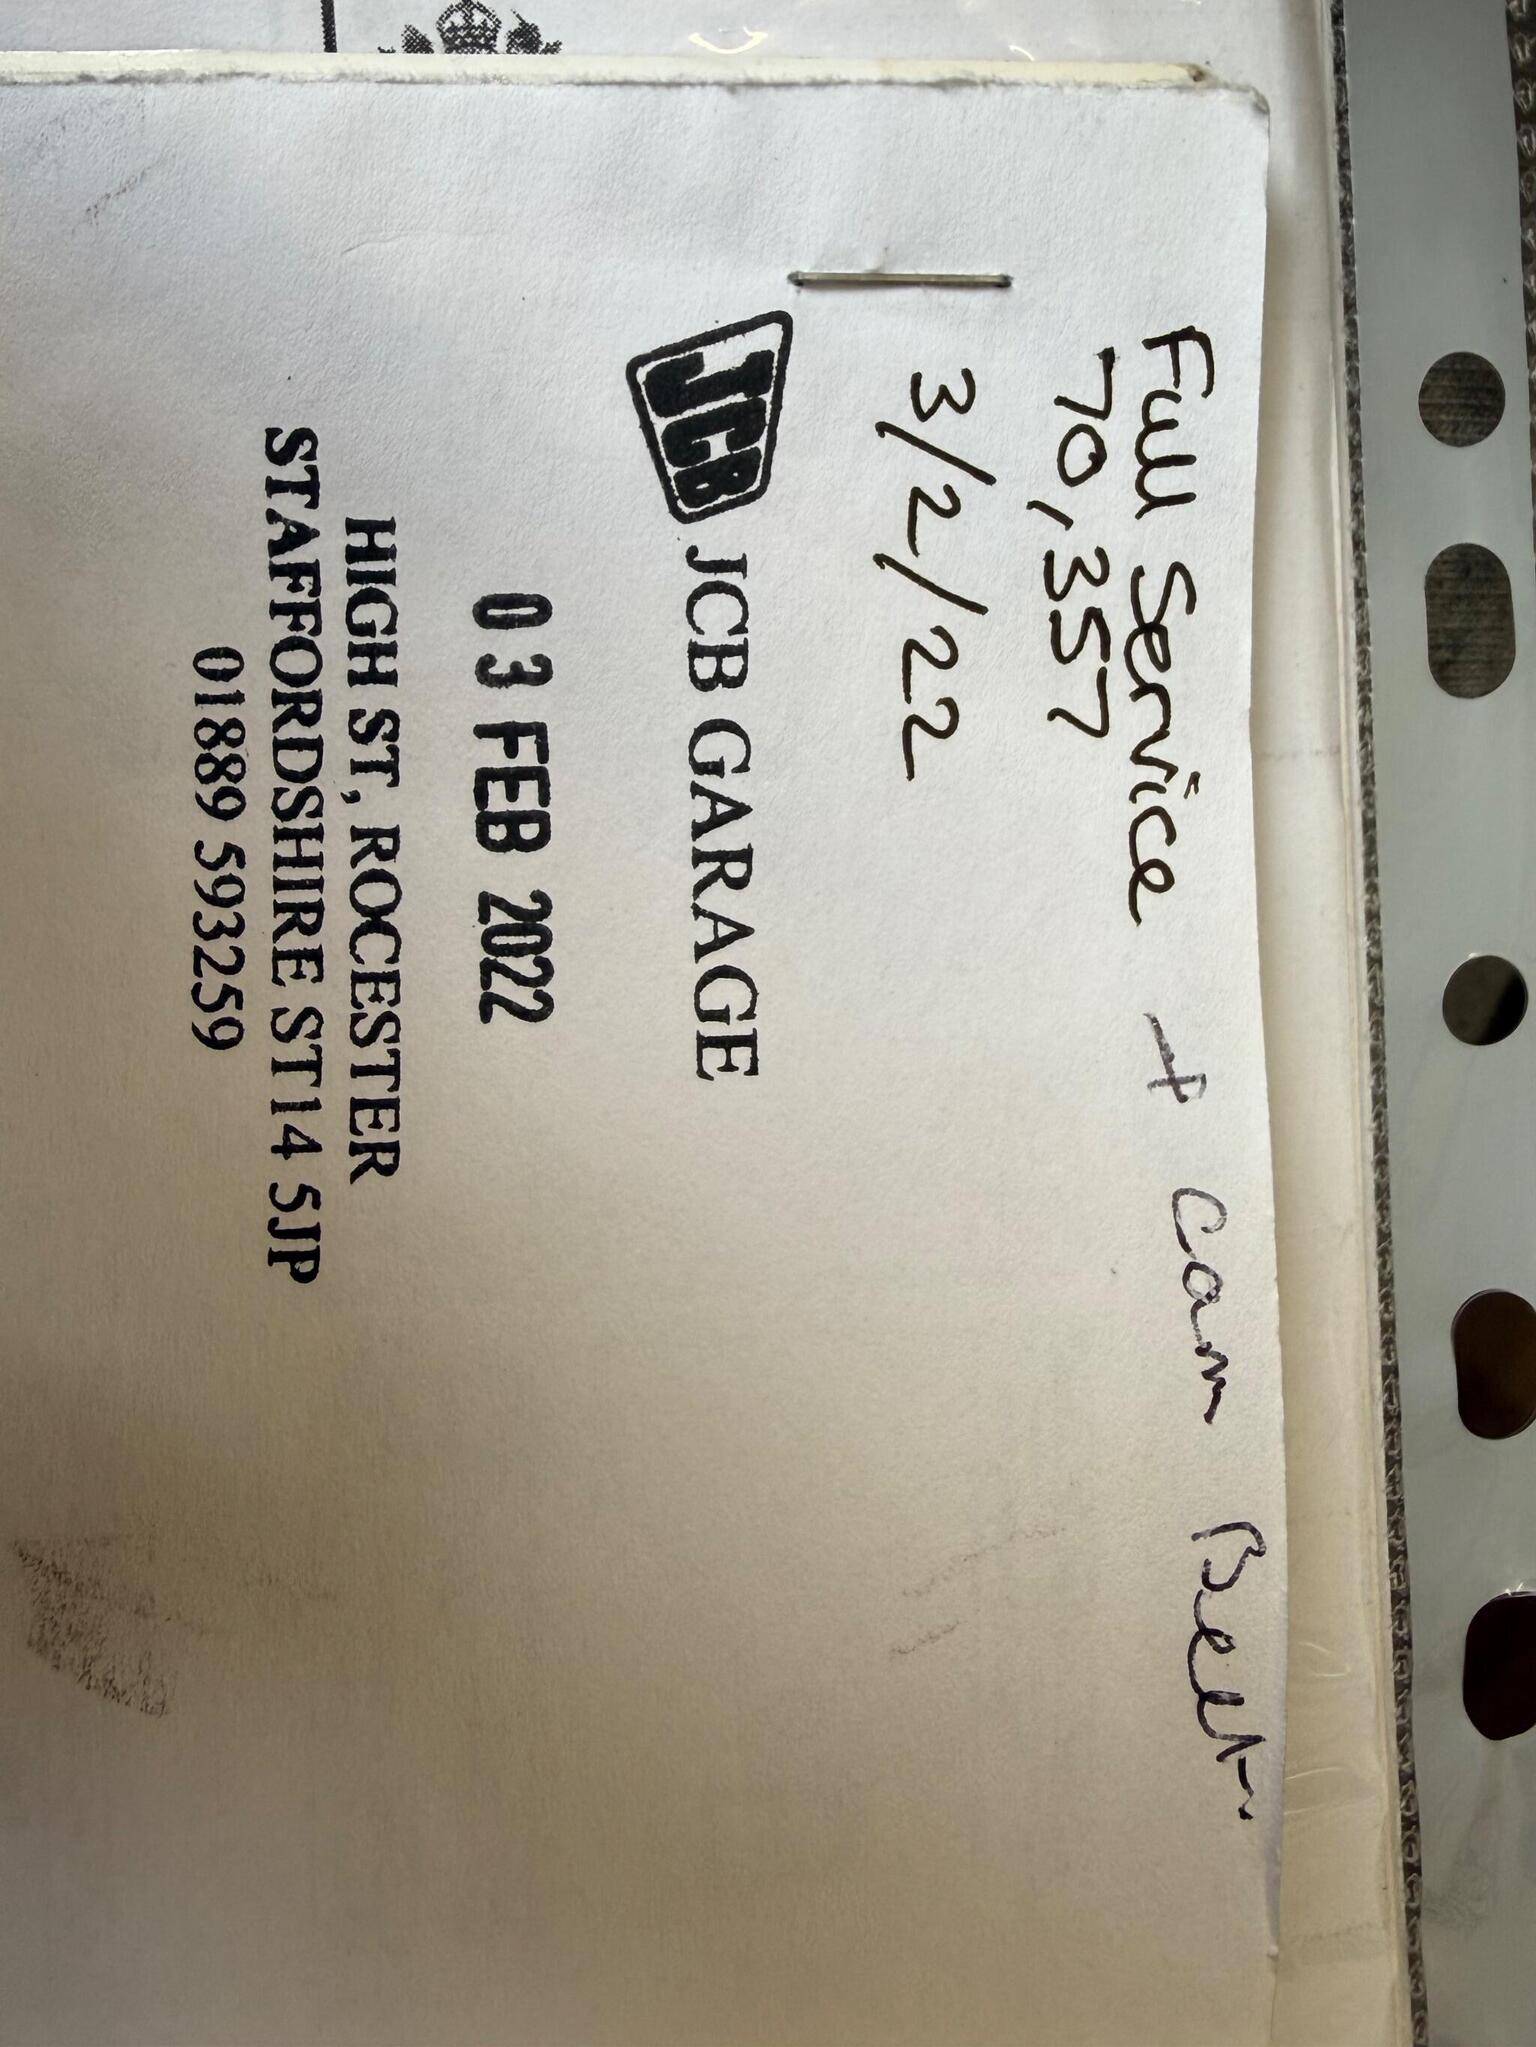 Full Service + Cam Belt
70,357
3/2/22
JCB JCB GARAGE
03 FEB 2022
HIGH ST, ROCESTER
STAFFORDSHIRE ST14 5JP
01889 593259